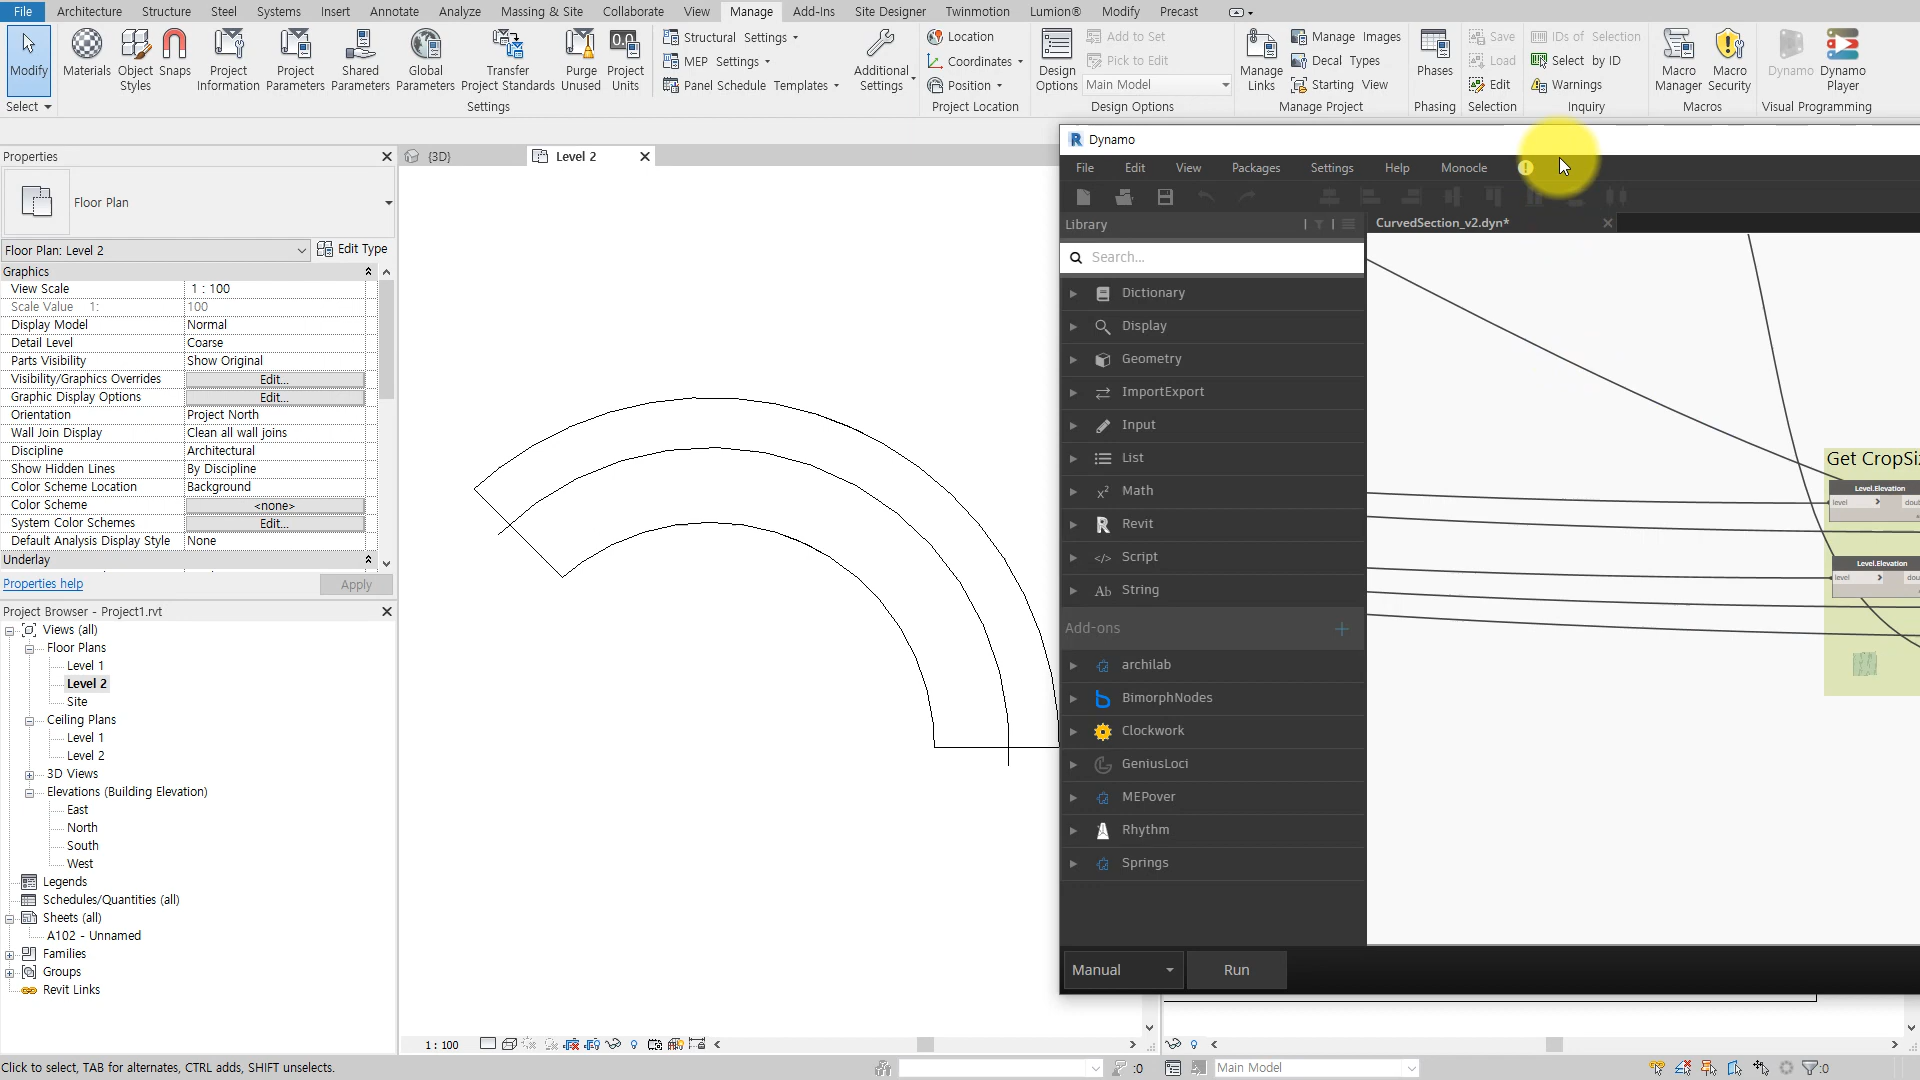 File Architecture Structure Steel Systems Insert Annotate Analyze Massing & Site Collaborate View Manage Add-Ins Site Designer Twinmotion Lumion® Modify Precast
Modify
Select
Materials
Object Styles
Snaps
Project Information
Project Parameters
Shared Parameters
Global Parameters
Transfer Project Standards
Purge Unused
Project Units
Structural Settings
MEP Settings
Panel Schedule Templates
Additional Settings
Settings
Location
Coordinates
Position
Project Location
Design Options
Add to Set
Pick to Edit
Main Model
Design Options
Manage Links
Manage Images
Decal Types
Starting View
Manage Project
Phases
Phasing
Save
Load
Edit
Selection
IDs of Selection
Select by ID
Warnings
Inquiry
Macro Manager
Macro Security
Macros
Dynamo
Dynamo Player
Visual Programming
Properties
Floor Plan
Floor Plan: Level 2 Edit Type
Graphics
View Scale 1 : 100
Scale Value 1: 100
Display Model Normal
Detail Level Coarse
Parts Visibility Show Original
Visibility/Graphics Overrides Edit...
Graphic Display Options Edit...
Orientation Project North
Wall Join Display Clean all wall joins
Discipline Architectural
Show Hidden Lines By Discipline
Color Scheme Location Background
Color Scheme <none>
System Color Schemes Edit...
Default Analysis Display Style None
Underlay
Properties help Apply
Project Browser - Project1.rvt
Views (all)
Floor Plans
Level 1
Level 2
Site
Ceiling Plans
Level 1
Level 2
3D Views
Elevations (Building Elevation)
East
North
South
West
Legends
Schedules/Quantities (all)
Sheets (all)
A102 - Unnamed
Families
Groups
Revit Links
{3D} Level 2
Dynamo
File Edit View Packages Settings Help Monocle
Library
CurvedSection_v2.dyn*
Search...
Dictionary
Display
Geometry
ImportExport
Input
List
Math
Revit
Script
String
Add-ons
archilab
BimorphNodes
Clockwork
GeniusLoci
MEPover
Rhythm
Springs
Manual Run
Get CropSiz
Level.Elevation
level dou
Level.Elevation
level dou
1 : 100
Click to select, TAB for alternates, CTRL adds, SHIFT unselects.
:0
Main Model
:0